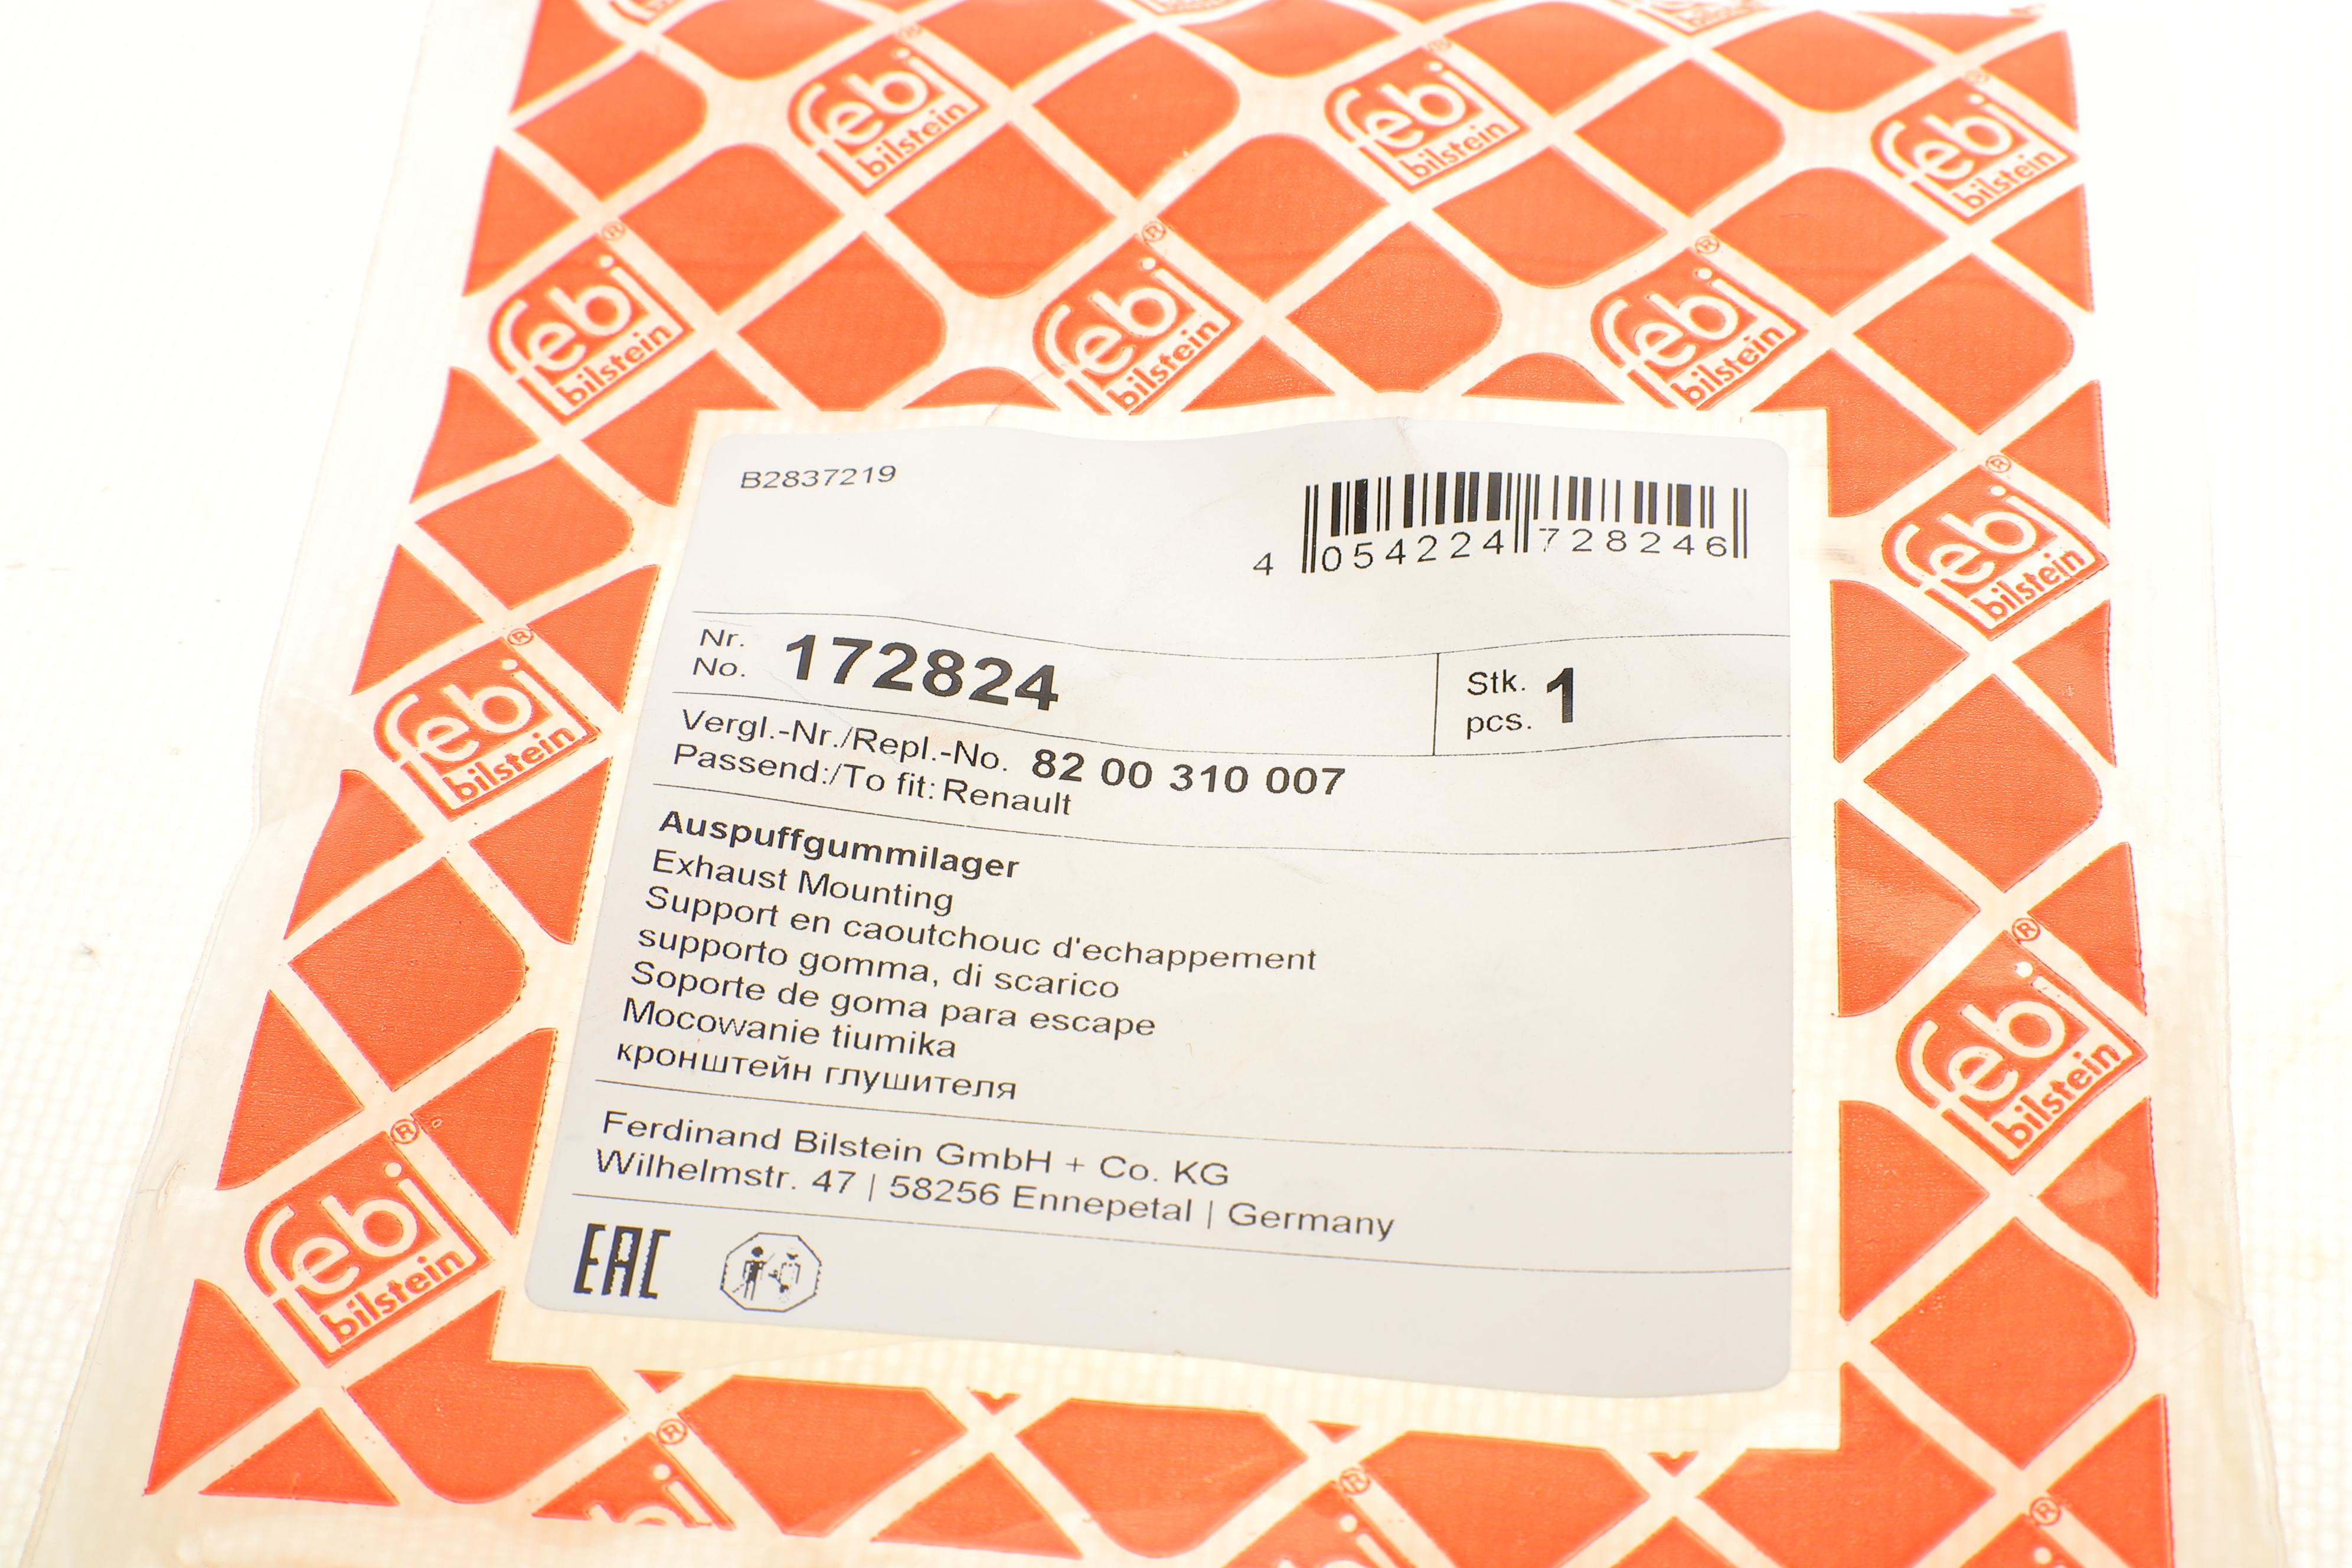 febi bilstein
B2837219
4 054224 728246
Nr.
No. 172824
Stk.
pcs. 1
Vergl.-Nr./Repl.-No. 82 00 310 007
Passend:/To fit: Renault
Auspuffgummilager
Exhaust Mounting
Support en caoutchouc d'echappement
supporto gomma, di scarico
Soporte de goma para escape
Mocowanie tiumika
кронштейн глушителя
Ferdinand Bilstein GmbH + Co. KG
Wilhelmstr. 47 | 58256 Ennepetal | Germany
EAC